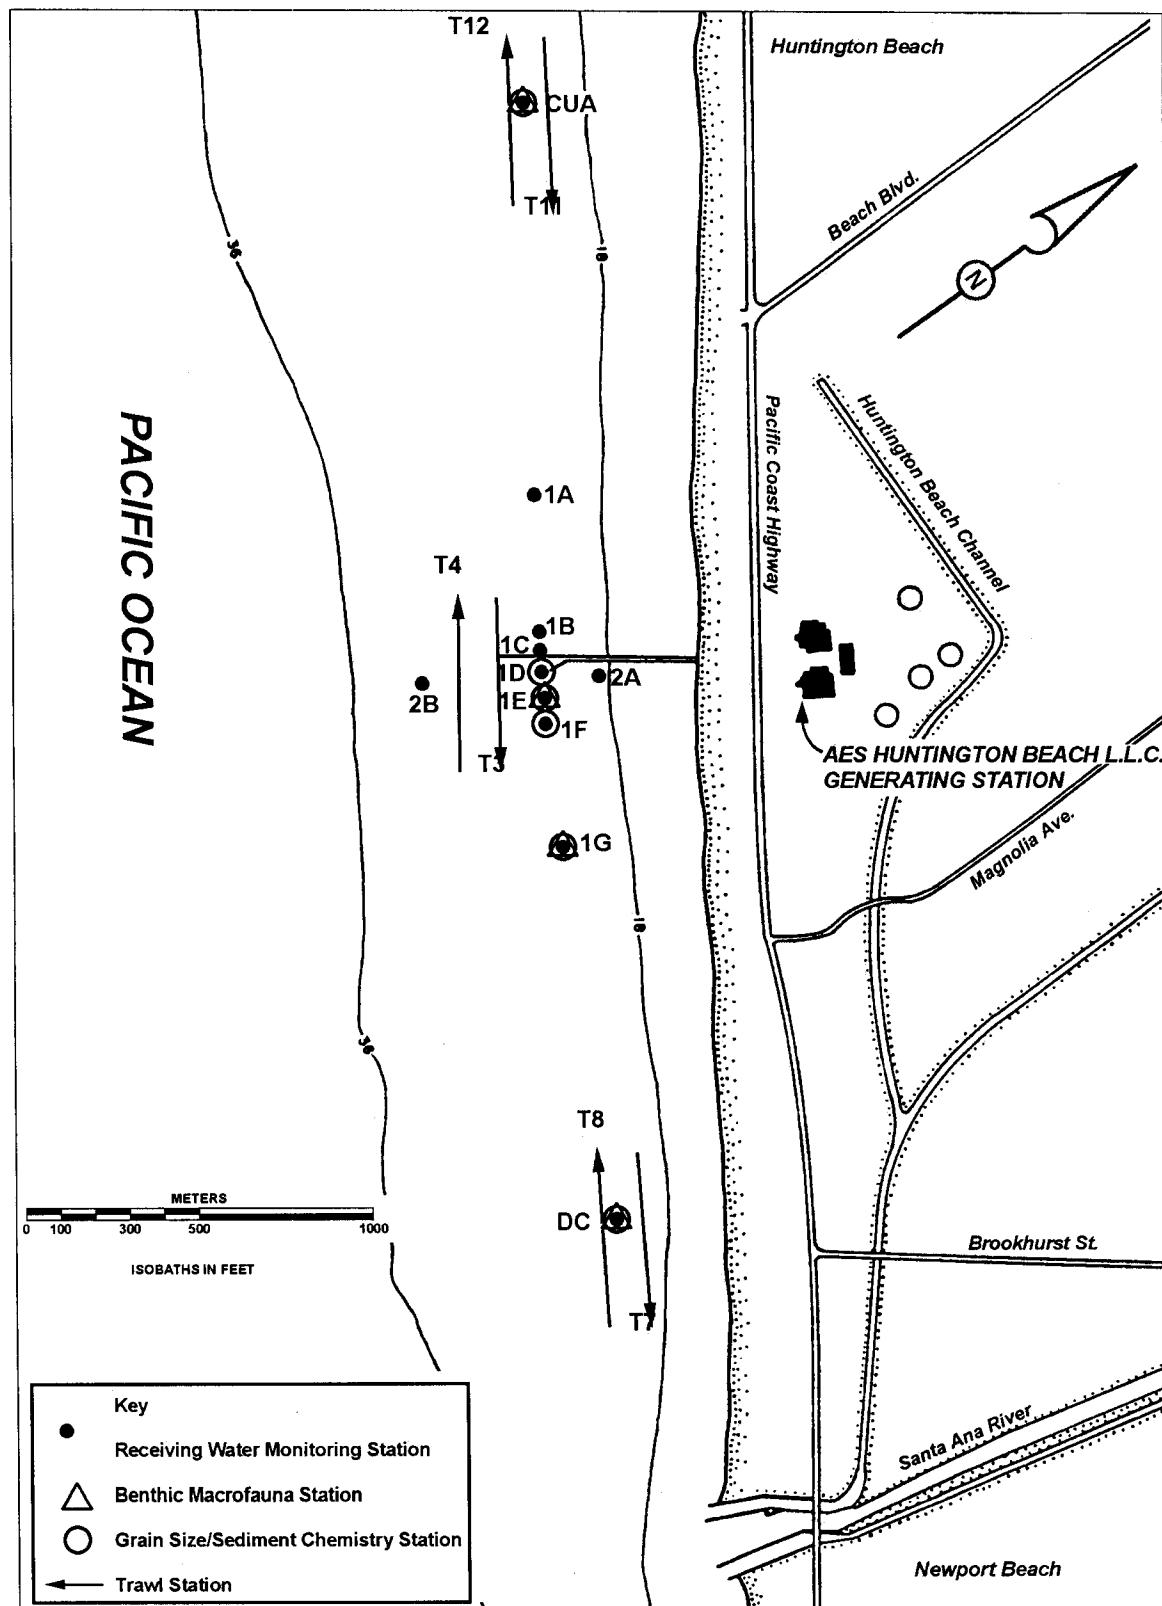 T12
Huntington Beach
CUA
Beach Blvd.
T11
36
18
N
PACIFIC OCEAN
Pacific Coast Highway
Huntington Beach Channel
1A
T4
1B
1C
1D
2A
2B
1E
1F
T3
AES HUNTINGTON BEACH L.L.C.
GENERATING STATION
Magnolia Ave.
1G
18
36
T8
METERS
0 100 300 500 1000
ISOBATHS IN FEET
DC
Brookhurst St.
T7
Key
Receiving Water Monitoring Station
Benthic Macrofauna Station
Grain Size/Sediment Chemistry Station
Trawl Station
Santa Ana River
Newport Beach